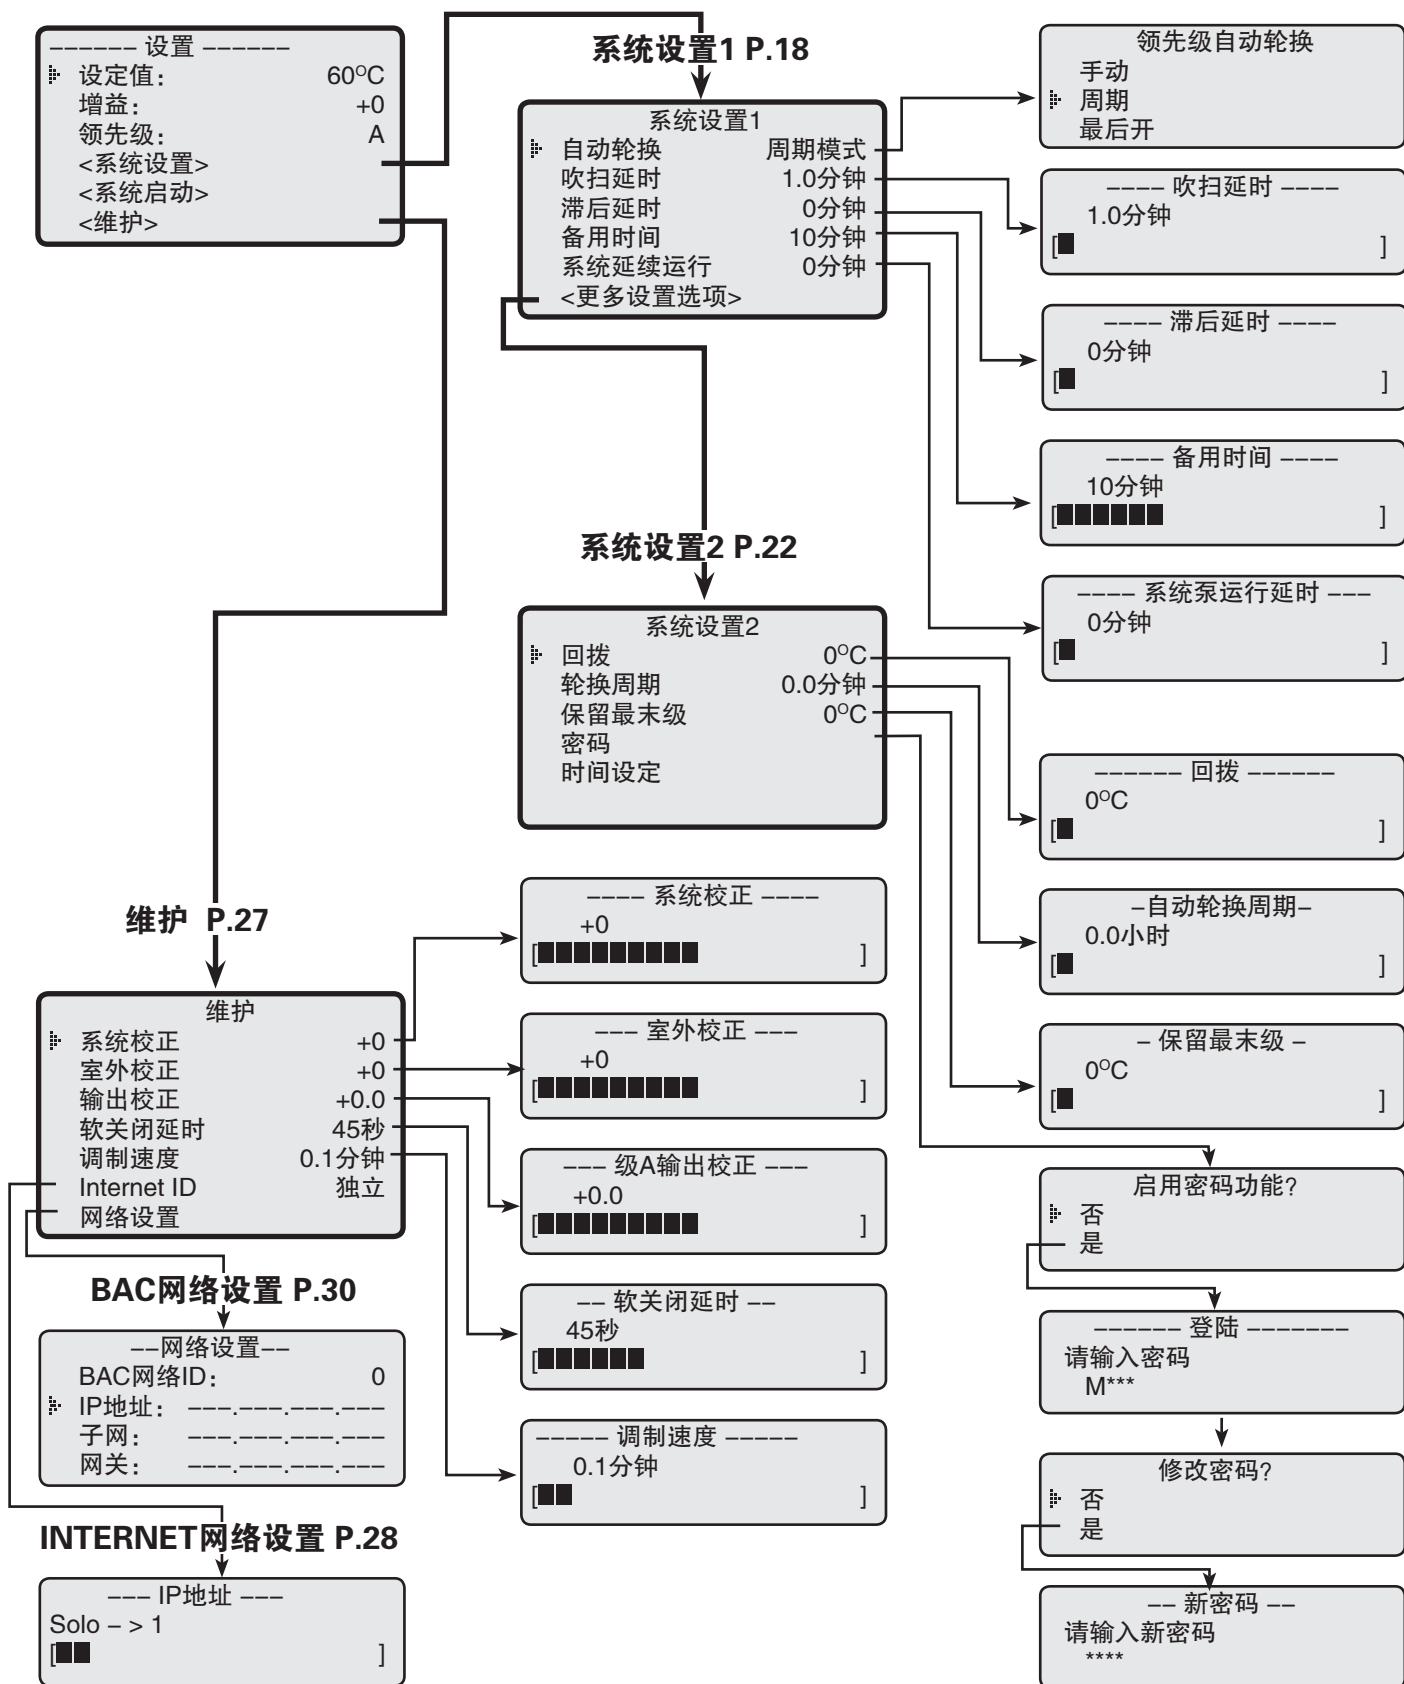 ------ 设置 ------
设定值： 60°C
增益： +0
领先级： A
<系统设置>
<系统启动>
<维护>
系统设置1 P.18
系统设置1
自动轮换 周期模式
吹扫延时 1.0分钟
滞后延时 0分钟
备用时间 10分钟
系统延续运行 0分钟
<更多设置选项>
领先级自动轮换
手动
周期
最后开
---- 吹扫延时 ----
1.0分钟
[ ]
---- 滞后延时 ----
0分钟
[ ]
---- 备用时间 ----
10分钟
[ ]
---- 系统泵运行延时 ---
0分钟
[ ]
系统设置2 P.22
系统设置2
回拨 0°C
轮换周期 0.0分钟
保留最末级 0°C
密码
时间设定
------ 回拨 ------
0°C
[ ]
-自动轮换周期-
0.0小时
[ ]
- 保留最末级 -
0°C
[ ]
启用密码功能?
否
是
------ 登陆 -------
请输入密码
M***
修改密码?
否
是
-- 新密码 --
请输入新密码
****
维护 P.27
维护
系统校正 +0
室外校正 +0
输出校正 +0.0
软关闭延时 45秒
调制速度 0.1分钟
Internet ID 独立
网络设置
---- 系统校正 ----
+0
[ ]
--- 室外校正 ---
+0
[ ]
--- 级A输出校正 ---
+0.0
[ ]
-- 软关闭延时 --
45秒
[ ]
----- 调制速度 -----
0.1分钟
[ ]
BAC网络设置 P.30
--网络设置--
BAC网络ID： 0
IP地址： ---.---.---.---
子网： ---.---.---.---
网关： ---.---.---.---
INTERNET网络设置 P.28
--- IP地址 ---
Solo – > 1
[ ]